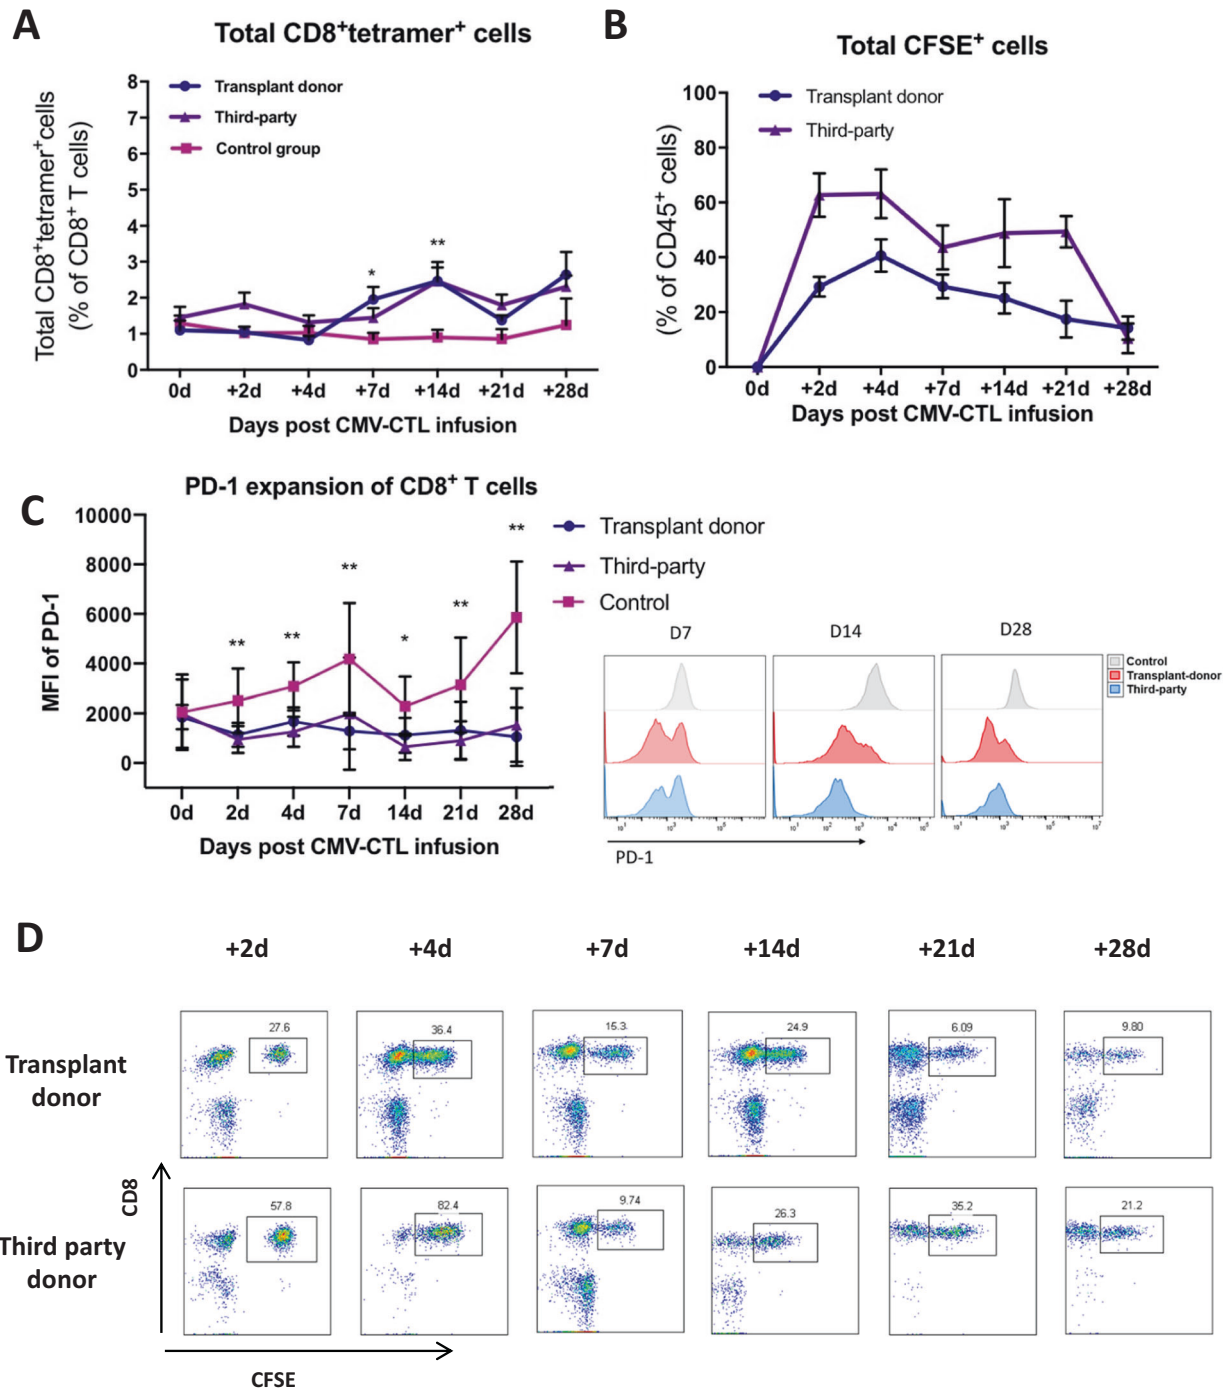 A
Total CD8+tetramer+ cells
Total CD8+tetramer+cells
(% of CD8+ T cells)
8
7
6
5
4
3
2
1
0
Transplant donor
Third-party
Control group
*
**
0d +2d +4d +7d +14d +21d +28d
Days post CMV-CTL infusion
B
Total CFSE+ cells
(% of CD45+ cells)
100
80
60
40
20
0
Transplant donor
Third-party
0d +2d +4d +7d +14d +21d +28d
Days post CMV-CTL infusion
C
PD-1 expansion of CD8+ T cells
MFI of PD-1
10000
8000
6000
4000
2000
0
** ** ** * ** **
0d 2d 4d 7d 14d 21d 28d
Days post CMV-CTL infusion
Transplant donor
Third-party
Control
D7 D14 D28
Control
Transplant-donor
Third-party
PD-1
D
+2d +4d +7d +14d +21d +28d
Transplant
donor
27.6 36.4 15.3 24.9 6.09 9.80
Third party
donor
57.8 82.4 9.74 26.3 35.2 21.2
CD8
CFSE